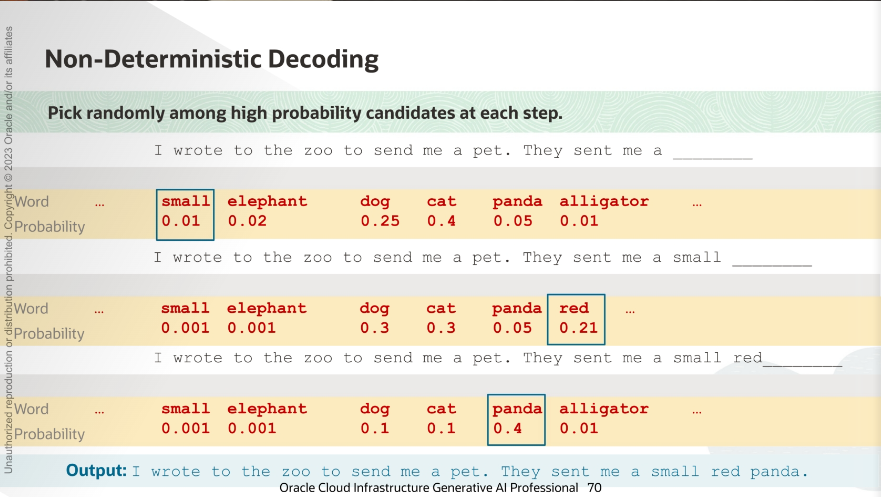 Non-Deterministic Decoding
Pick randomly among high probability candidates at each step.
I wrote to the zoo to send me a pet. They sent me a ________
Word … small elephant dog cat panda alligator …
Probability 0.01 0.02 0.25 0.4 0.05 0.01
I wrote to the zoo to send me a pet. They sent me a small ________
Word … small elephant dog cat panda red …
Probability 0.001 0.001 0.3 0.3 0.05 0.21
I wrote to the zoo to send me a pet. They sent me a small red________
Word … small elephant dog cat panda alligator …
Probability 0.001 0.001 0.1 0.1 0.4 0.01
Output: I wrote to the zoo to send me a pet. They sent me a small red panda.
Oracle Cloud Infrastructure Generative AI Professional 70
Unauthorized reproduction or distribution prohibited. Copyright © 2023 Oracle and/or its affiliates